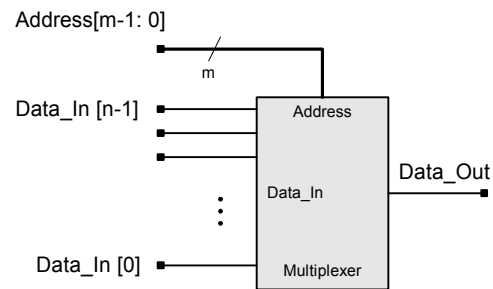 Address[m-1: 0]
m
Data_In [n-1]
Address
Data_Out
Data_In
Data_In [0]
Multiplexer